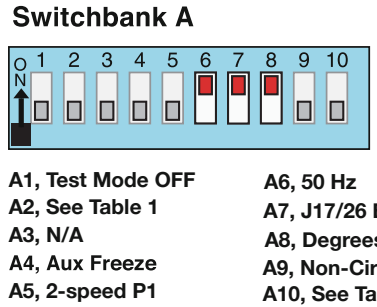 Switchbank A
ON
1 2 3 4 5 6 7 8 9 10
A1, Test Mode OFF
A2, See Table 1
A3, N/A
A4, Aux Freeze
A5, 2-speed P1
A6, 50 Hz
A7, J17/26
A8, Degrees
A9, Non-Cir
A10, See Ta